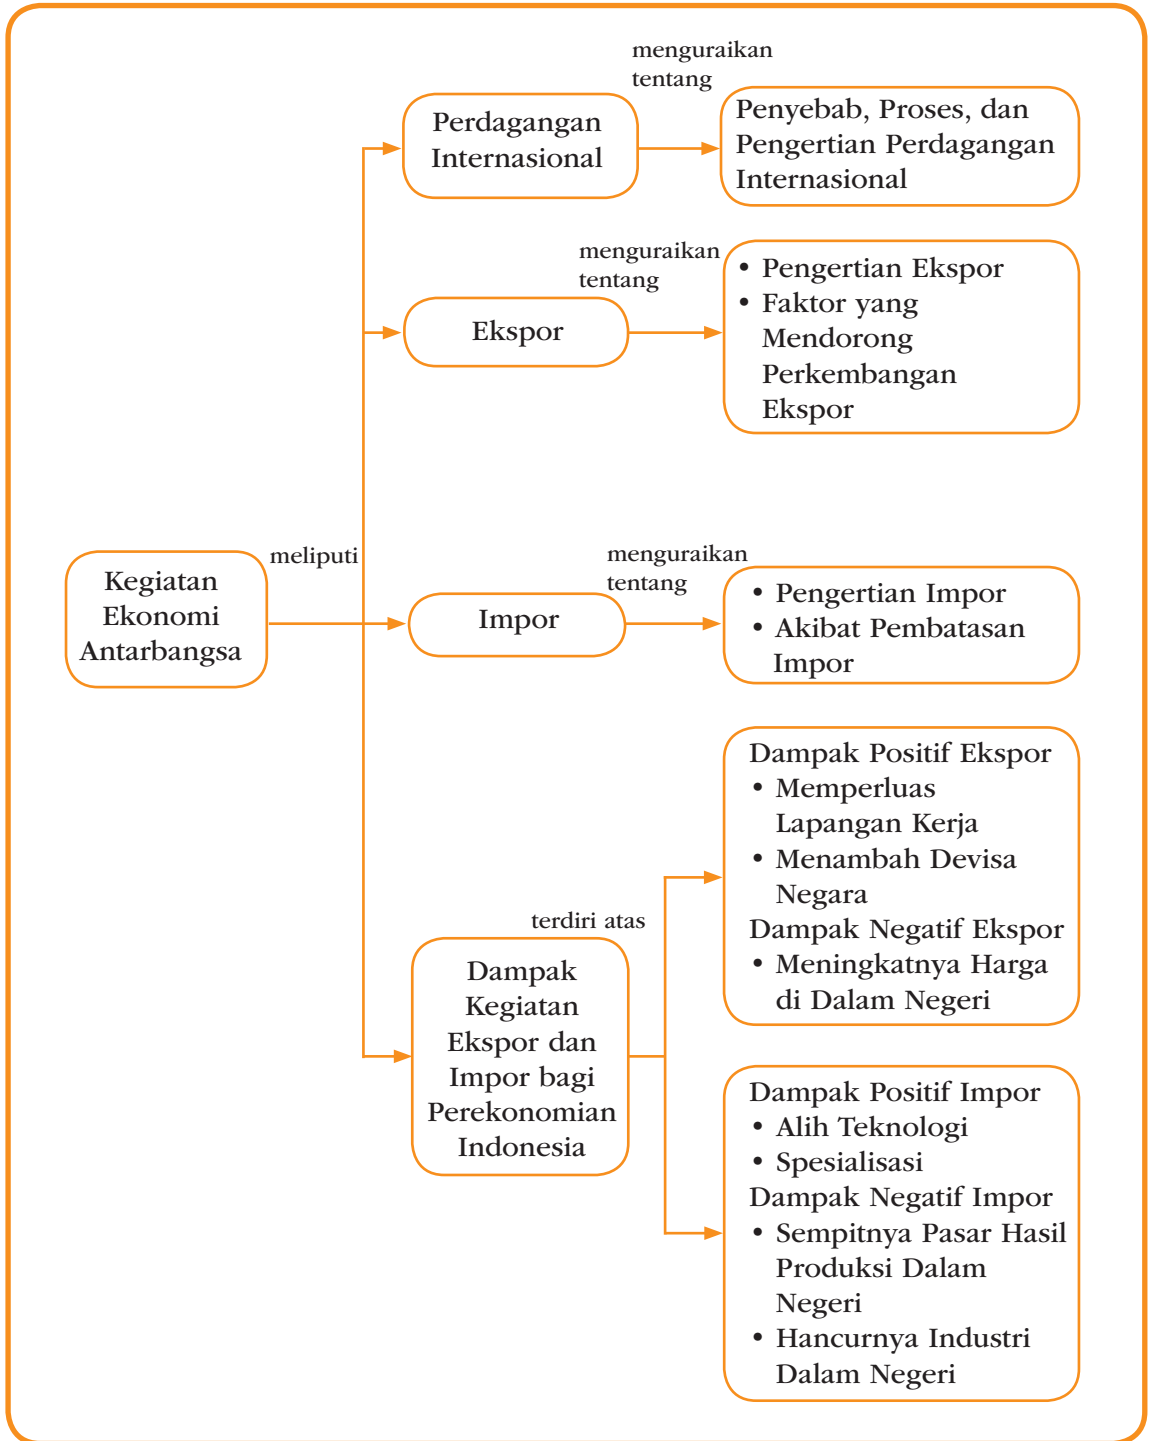 menguraikan
tentang
Perdagangan
Internasional
Penyebab, Proses, dan
Pengertian Perdagangan
Internasional
menguraikan
tentang
Ekspor
• Pengertian Ekspor
• Faktor yang
Mendorong
Perkembangan
Ekspor
Kegiatan
Ekonomi
Antarbangsa
meliputi
menguraikan
tentang
Impor
• Pengertian Impor
• Akibat Pembatasan
Impor
terdiri atas
Dampak
Kegiatan
Ekspor dan
Impor bagi
Perekonomian
Indonesia
Dampak Positif Ekspor
• Memperluas
Lapangan Kerja
• Menambah Devisa
Negara
Dampak Negatif Ekspor
• Meningkatnya Harga
di Dalam Negeri
Dampak Positif Impor
• Alih Teknologi
• Spesialisasi
Dampak Negatif Impor
• Sempitnya Pasar Hasil
Produksi Dalam
Negeri
• Hancurnya Industri
Dalam Negeri